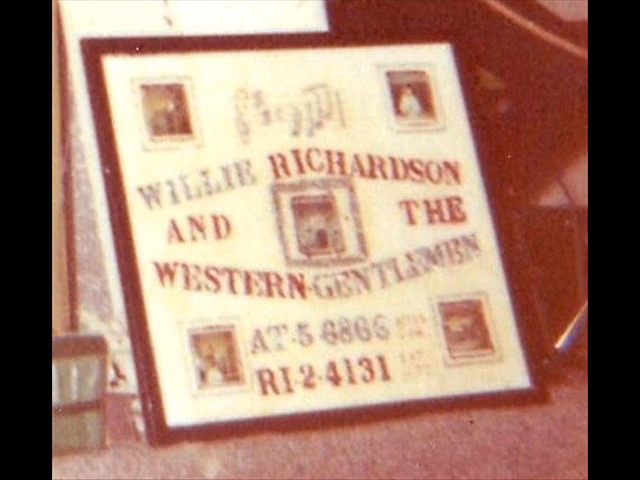 WILLIE RICHARDSON
AND THE
WESTERN-GENTLEMEN
AT-5-6866
RI-2-4131